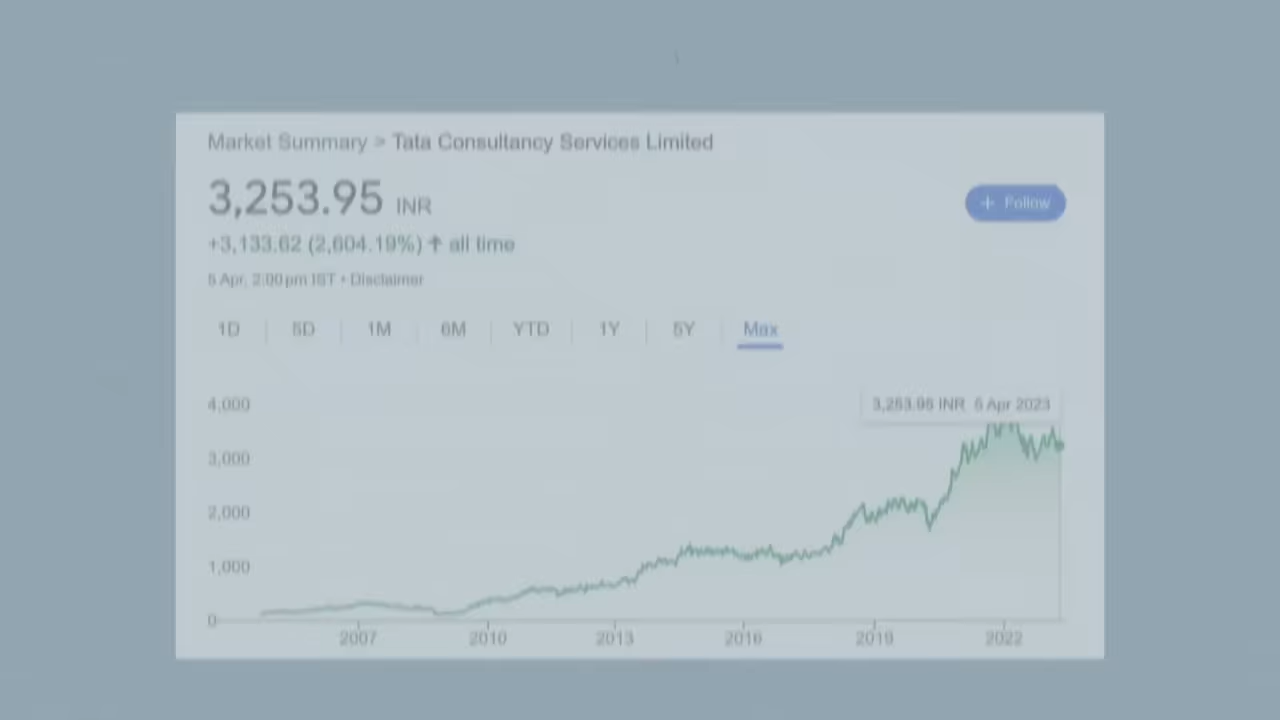 Market Summary > Tata Consultancy Services Limited
3,253.95 INR
+ Follow
+3,133.62 (2,604.19%) ↑ all time
5 Apr, 2:00 pm IST • Disclaimer
1D 5D 1M 6M YTD 1Y 5Y Max
3,253.95 INR 5 Apr 2023
4,000
3,000
2,000
1,000
0
2007 2010 2013 2016 2019 2022